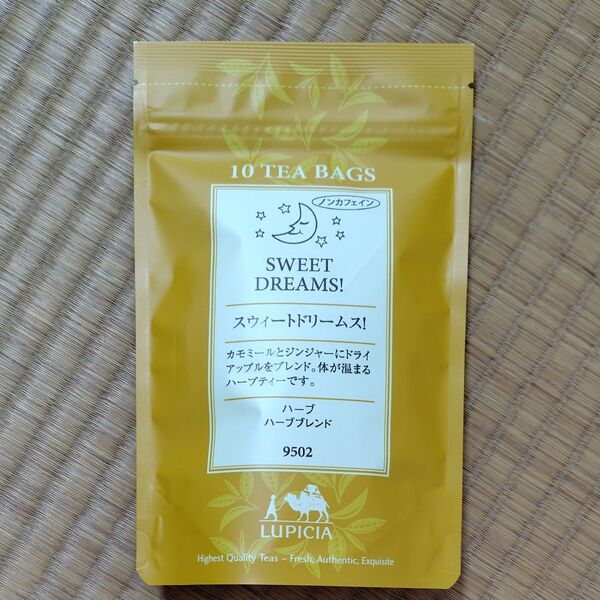 10 TEA BAGS
ノンカフェイン
SWEET
DREAMS!
スウィートドリームス!
カモミールとジンジャーにドライ
アップルをブレンド。体が温まる
ハーブティーです。
ハーブ
ハーブブレンド
9502
LUPICIA
Highest Quality Teas – Fresh, Authentic, Exquisite